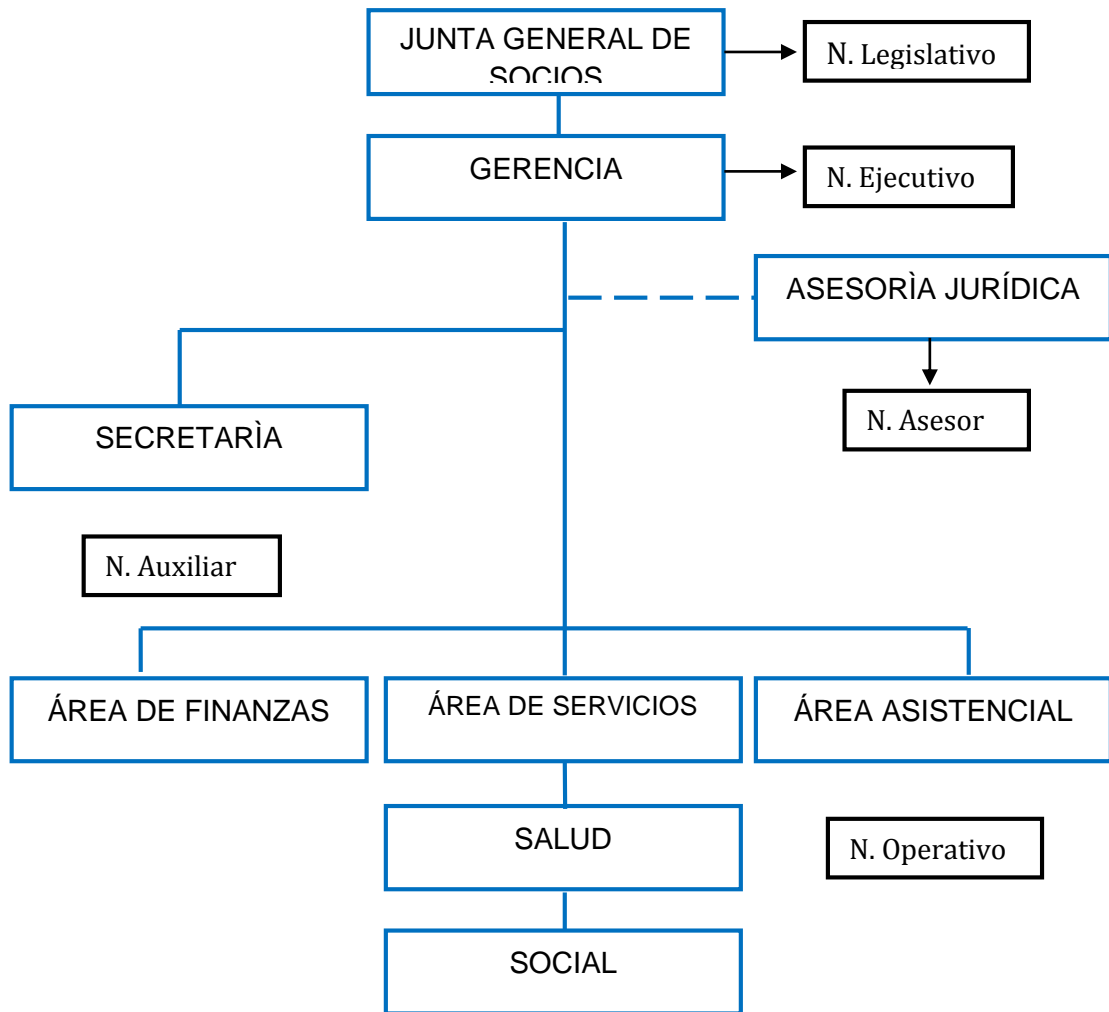 JUNTA GENERAL DE
SOCIOS
N. Legislativo
GERENCIA
N. Ejecutivo
ASESORÌA JURÍDICA
N. Asesor
SECRETARÌA
N. Auxiliar
ÁREA DE FINANZAS
ÁREA DE SERVICIOS
ÁREA ASISTENCIAL
SALUD
N. Operativo
SOCIAL